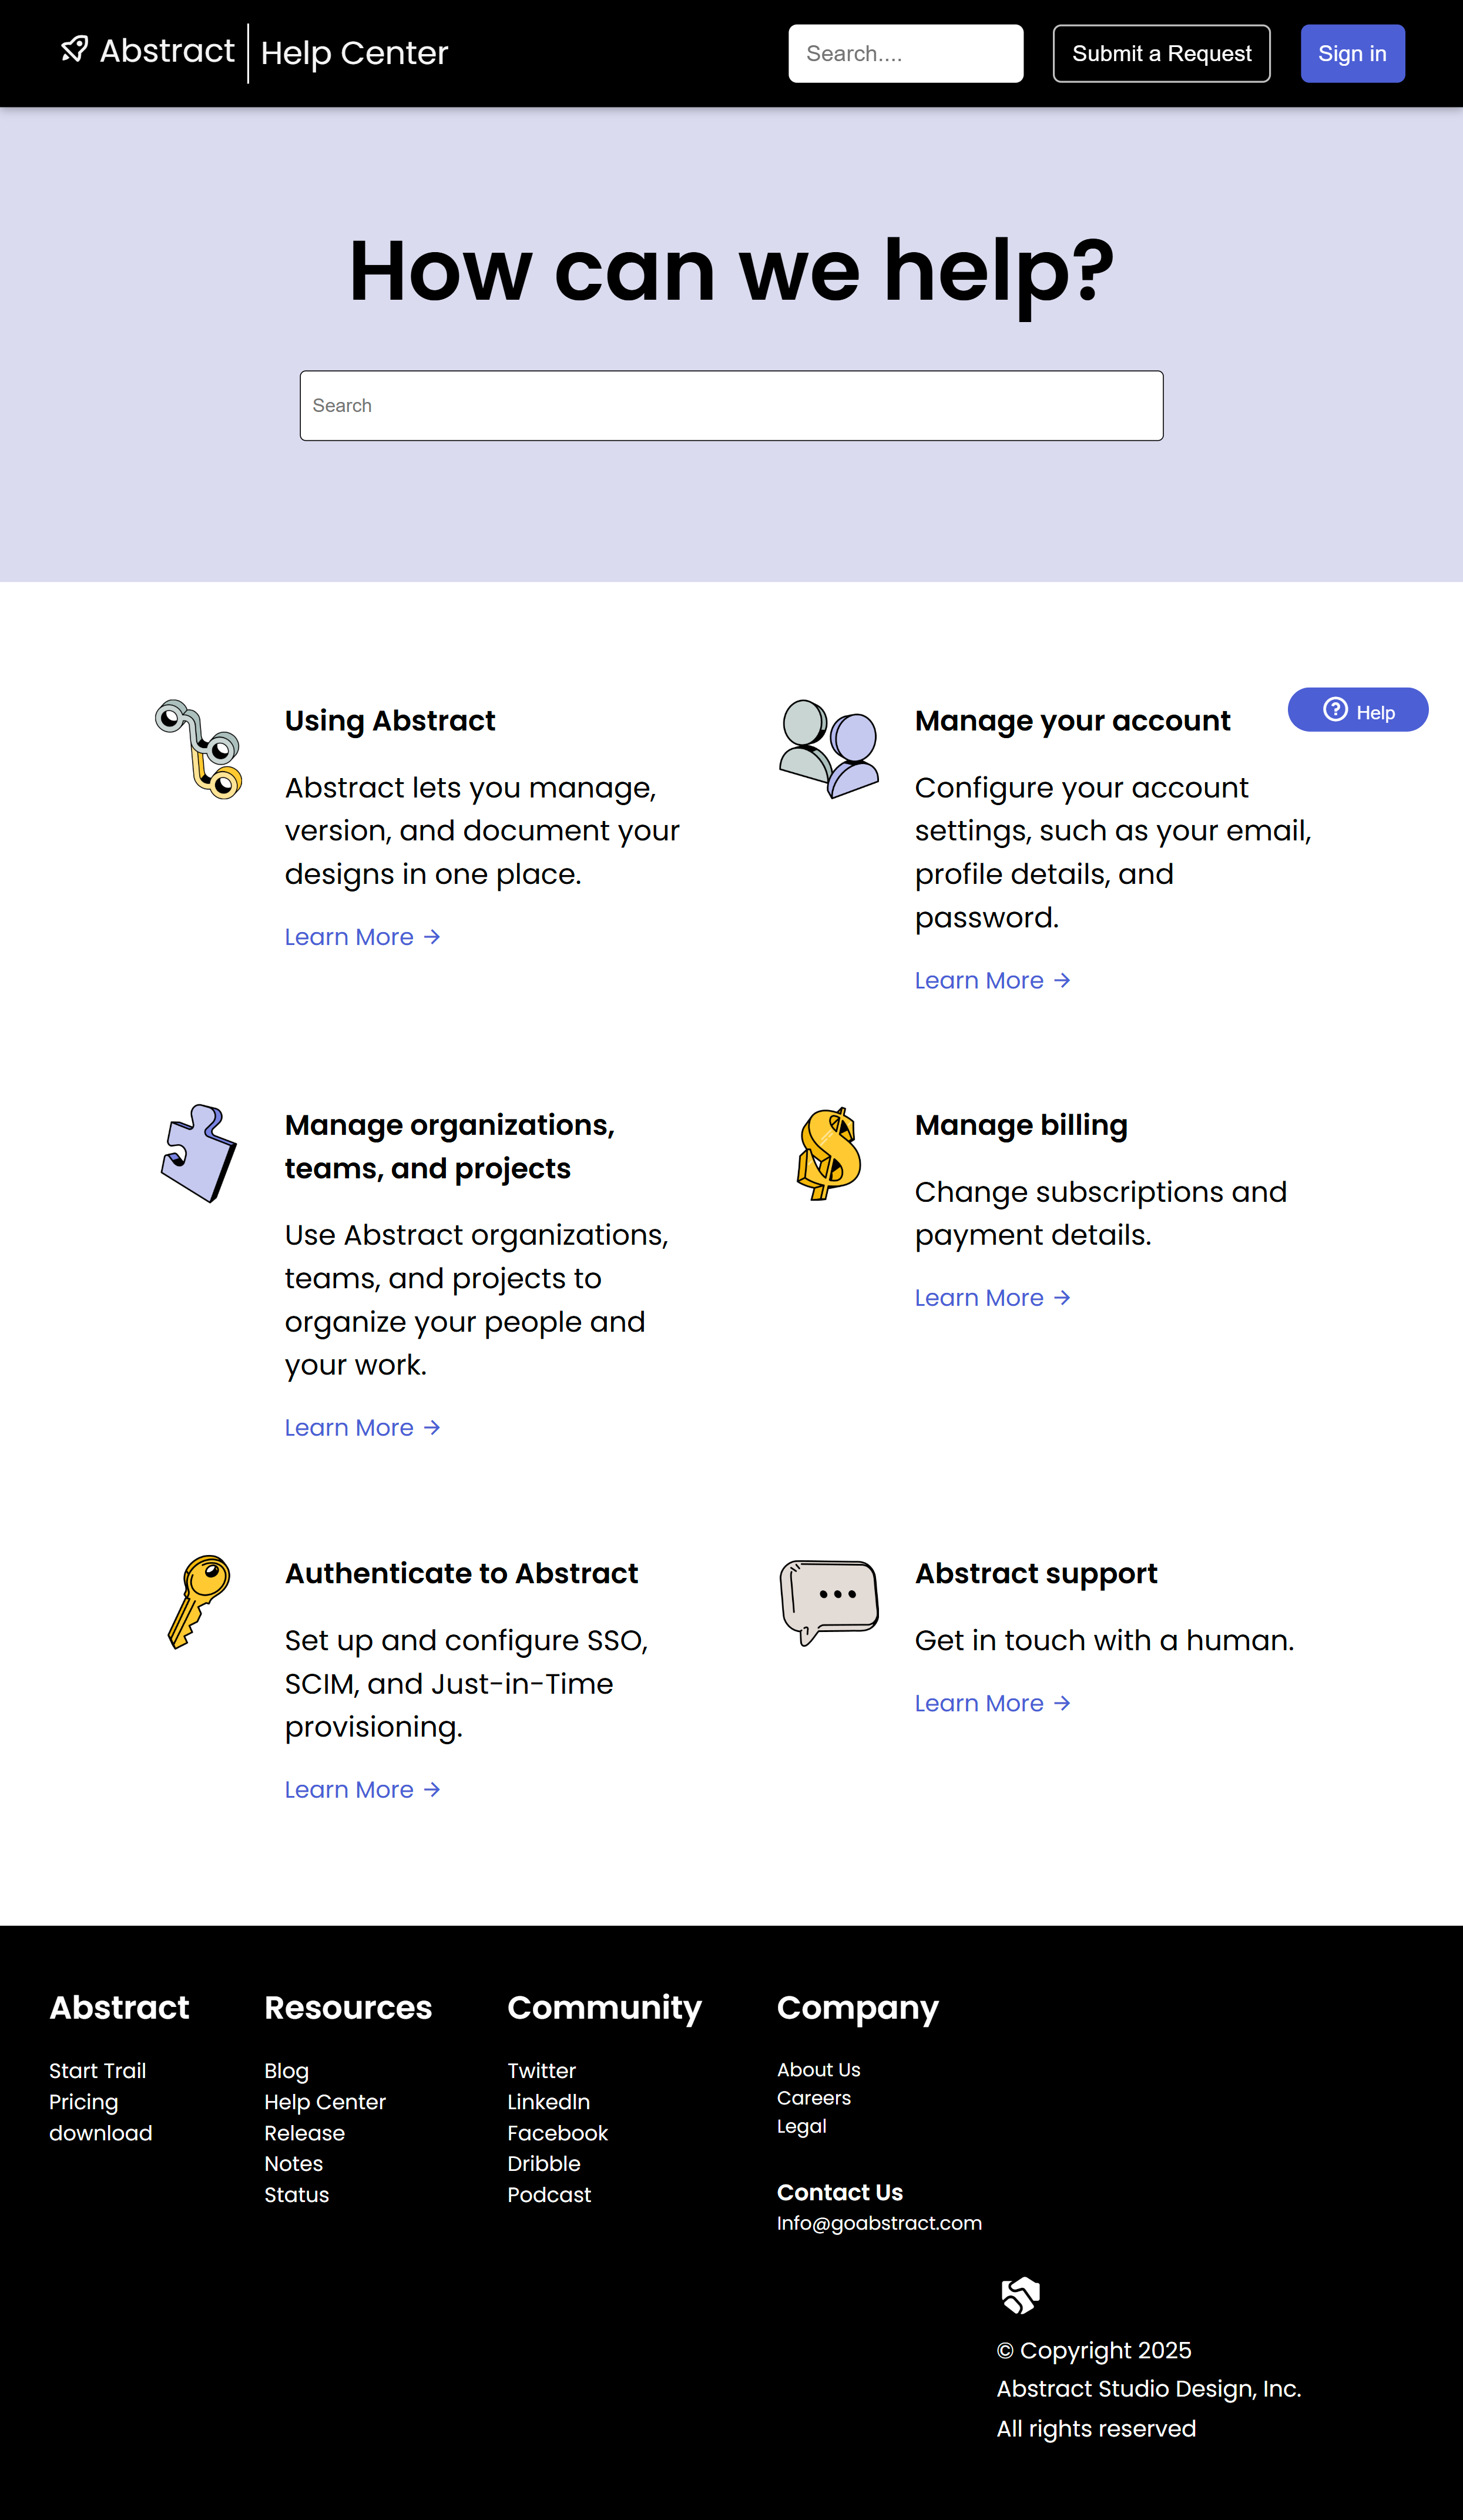 Abstract
Help Center
Search....
Submit a Request
Sign in
How can we help?
Search
Using Abstract
Abstract lets you manage,
version, and document your
designs in one place.
Learn More →
Manage your account
Configure your account
settings, such as your email,
profile details, and
password.
Learn More →
Help
Manage organizations,
teams, and projects
Use Abstract organizations,
teams, and projects to
organize your people and
your work.
Learn More →
Manage billing
Change subscriptions and
payment details.
Learn More →
Authenticate to Abstract
Set up and configure SSO,
SCIM, and Just-in-Time
provisioning.
Learn More →
Abstract support
Get in touch with a human.
Learn More →
Abstract
Start Trail
Pricing
download
Resources
Blog
Help Center
Release
Notes
Status
Community
Twitter
LinkedIn
Facebook
Dribble
Podcast
Company
About Us
Careers
Legal
Contact Us
Info@goabstract.com
© Copyright 2025
Abstract Studio Design, Inc.
All rights reserved